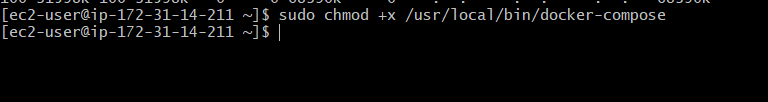 [ec2-user@ip-172-31-14-211 ~]$ sudo chmod +x /usr/local/bin/docker-compose
[ec2-user@ip-172-31-14-211 ~]$